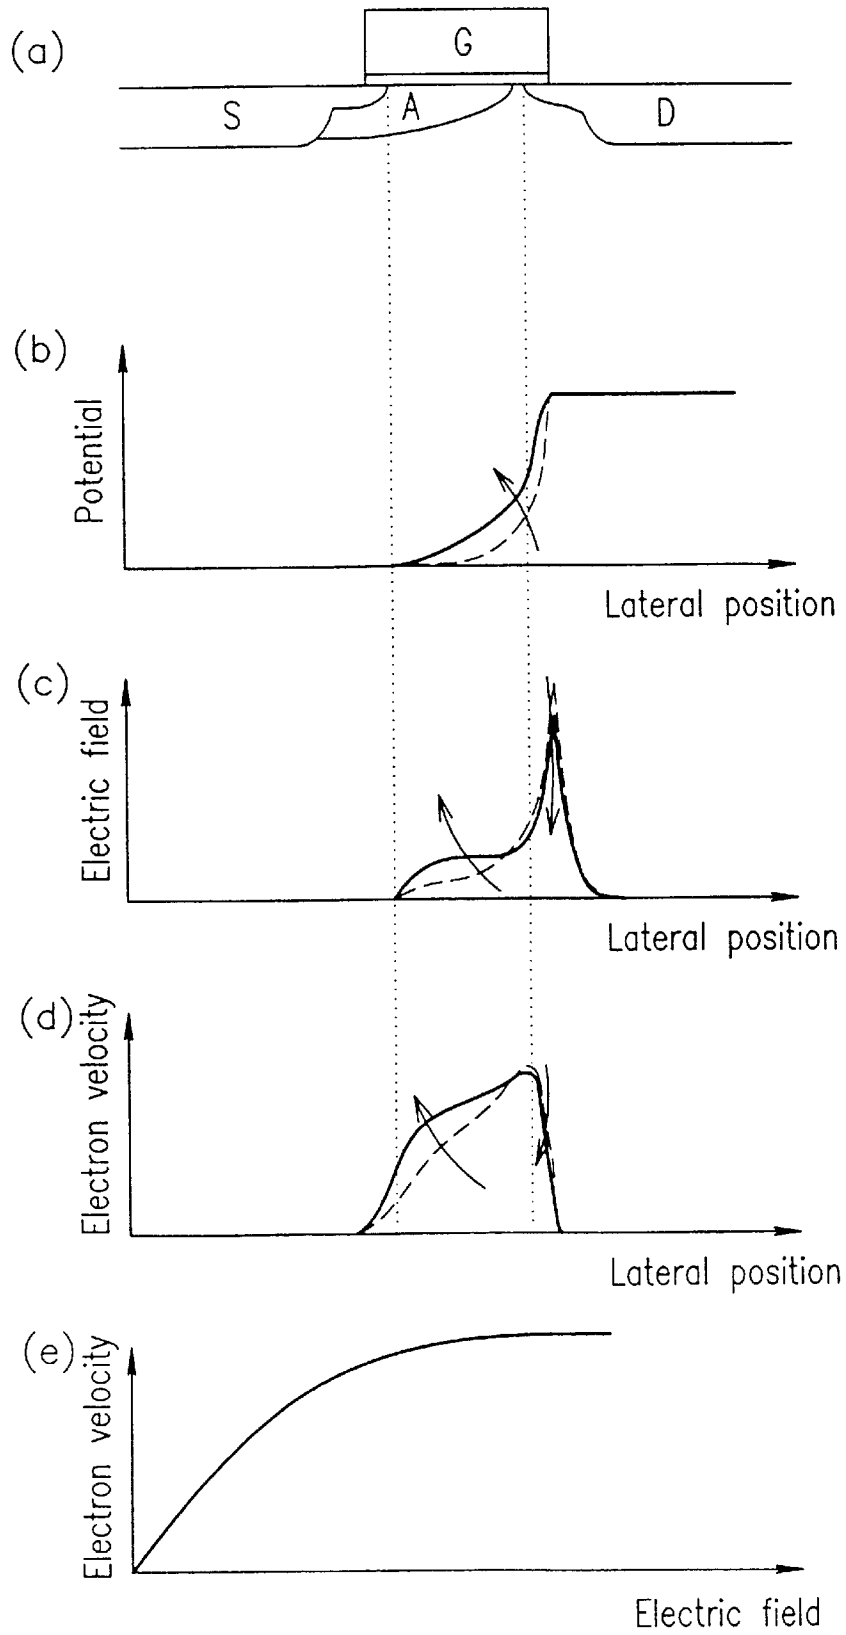 (a)
G
S
A
D
(b)
Potential
Lateral position
(c)
Electric field
Lateral position
(d)
Electron velocity
Lateral position
(e)
Electron velocity
Electric field